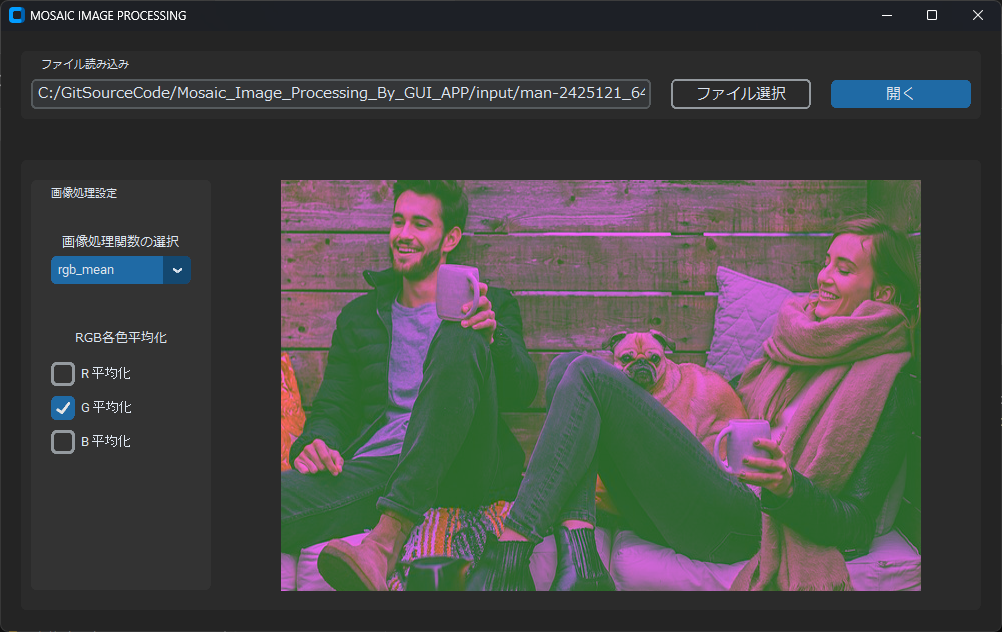 MOSAIC IMAGE PROCESSING
ファイル読み込み
C:/GitSourceCode/Mosaic_Image_Processing_By_GUI_APP/input/man-2425121_64
ファイル選択
開く
画像処理設定
画像処理関数の選択
rgb_mean
RGB各色平均化
R 平均化
G 平均化
B 平均化